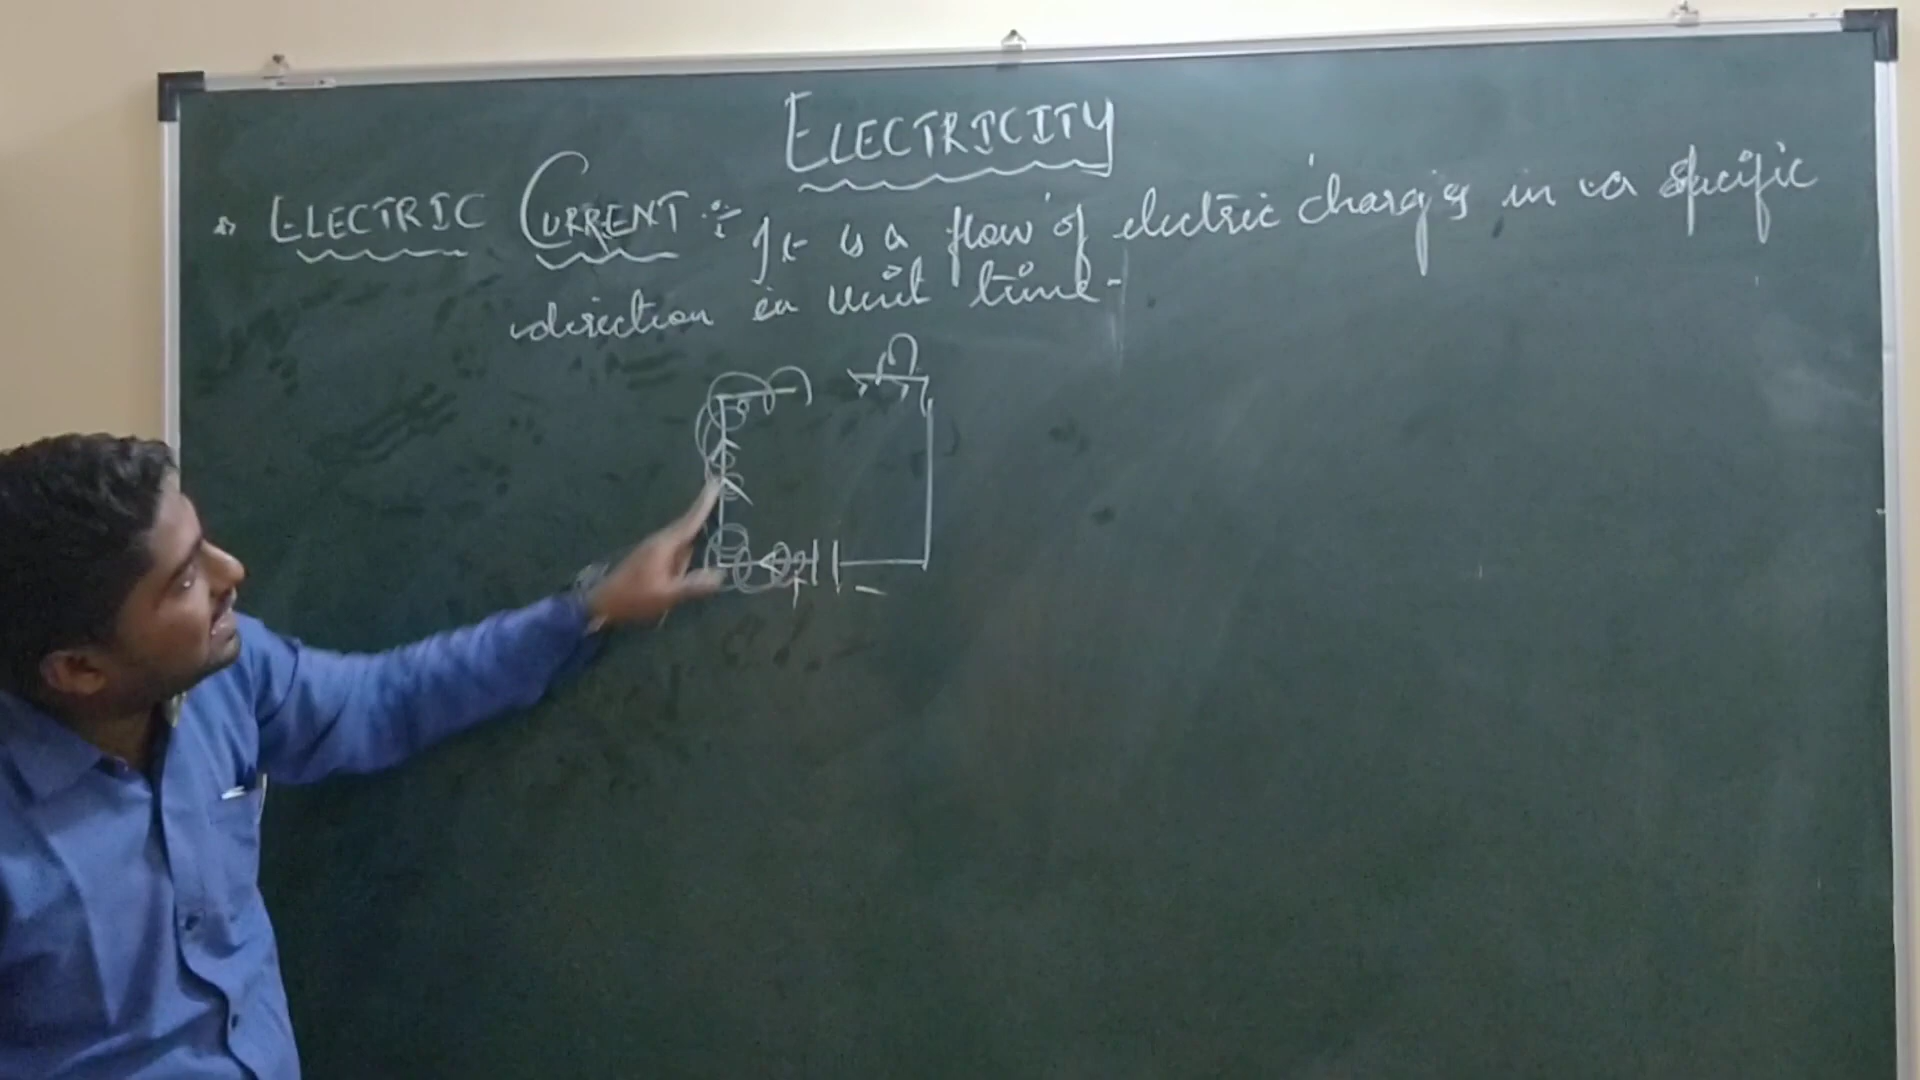 ELECTRICITY
ELECTRIC CURRENT :- It is a flow of electric charges in a specific
direction in unit time.
+ -